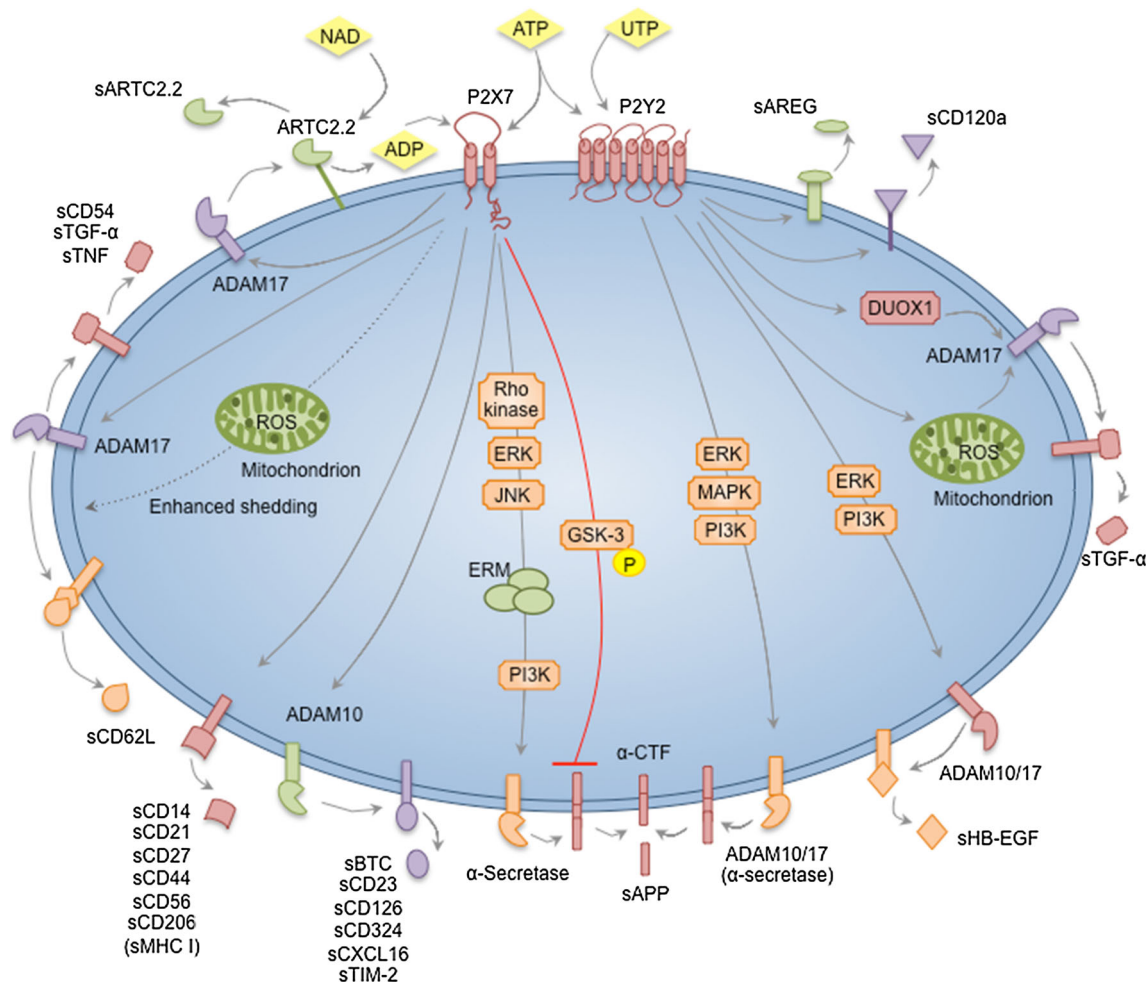 NAD
ATP
UTP
sARTC2.2
ARTC2.2
ADP
P2X7
P2Y2
sAREG
sCD120a
sCD54
sTGF-α
sTNF
ADAM17
DUOX1
ADAM17
ADAM17
ROS
Mitochondrion
Enhanced shedding
Rho
kinase
ERK
JNK
GSK-3
P
ERM
PI3K
ERK
MAPK
PI3K
ERK
PI3K
ROS
Mitochondrion
sTGF-α
sCD62L
ADAM10
α-CTF
ADAM10/17
sHB-EGF
sCD14
sCD21
sCD27
sCD44
sCD56
sCD206
(sMHC I)
sBTC
sCD23
sCD126
sCD324
sCXCL16
sTIM-2
α-Secretase
sAPP
ADAM10/17
(α-secretase)